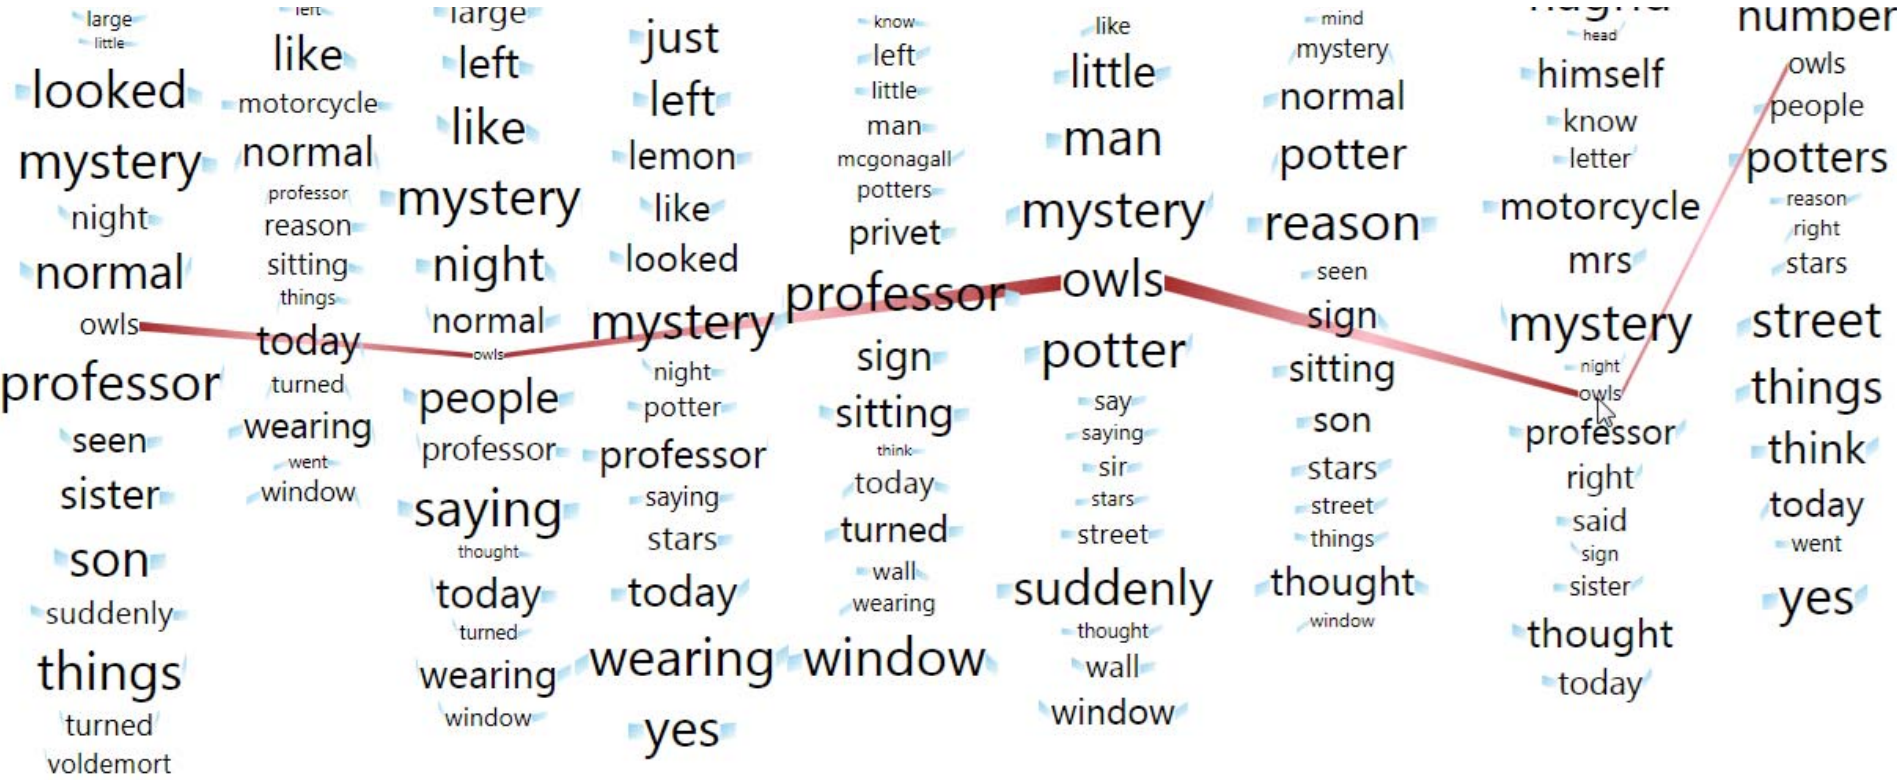 large
little
looked
mystery
night
normal
owls
professor
seen
sister
son
suddenly
things
turned
voldemort
left
like
motorcycle
normal
professor
reason
sitting
things
today
turned
wearing
went
window
large
left
like
mystery
night
normal
owls
people
professor
saying
thought
today
turned
wearing
window
just
left
lemon
like
looked
mystery
night
potter
professor
saying
stars
today
wearing
yes
know
left
little
man
mcgonagall
potters
privet
professor
sign
sitting
think
today
turned
wall
wearing
window
like
little
man
mystery
owls
potter
say
saying
sir
stars
street
suddenly
thought
wall
window
mind
mystery
normal
potter
reason
seen
sign
sitting
son
stars
street
things
thought
window
hagrid
head
himself
know
letter
motorcycle
mrs
mystery
night
owls
professor
right
said
sign
sister
thought
today
number
owls
people
potters
reason
right
stars
street
things
think
today
went
yes